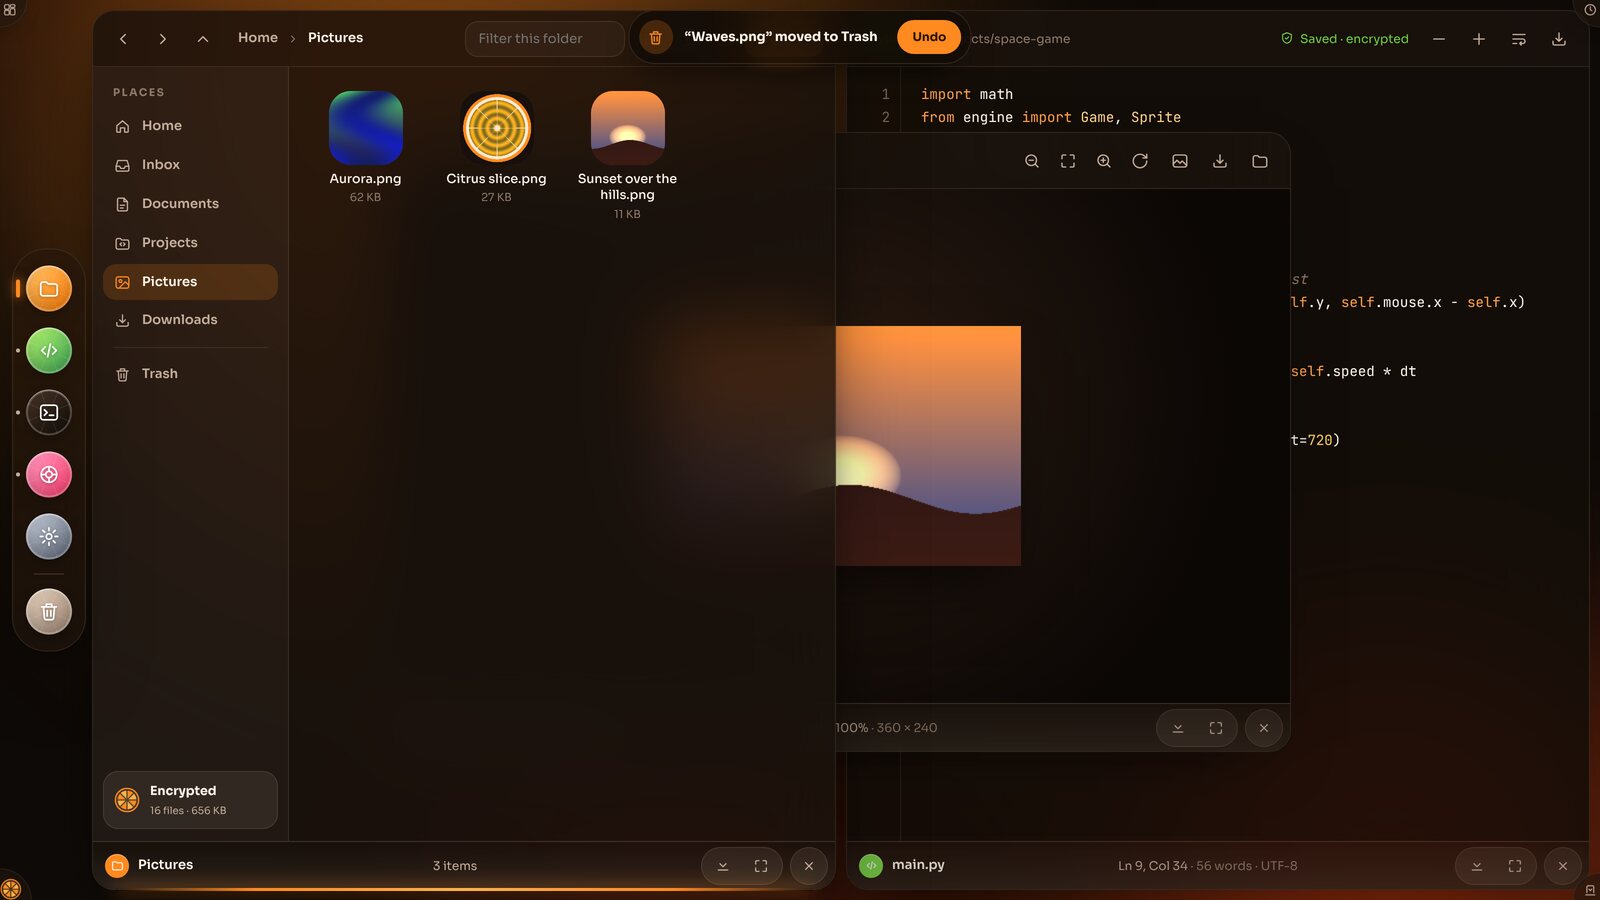 Home › Pictures
Filter this folder
“Waves.png” moved to Trash
Undo
cts/space-game
Saved · encrypted
PLACES
Home
Inbox
Documents
Projects
Pictures
Downloads
Trash
Encrypted
16 files · 656 KB
Aurora.png
62 KB
Citrus slice.png
27 KB
Sunset over the
hills.png
11 KB
Pictures
3 items
1 import math
2 from engine import Game, Sprite
st
lf.y, self.mouse.x - self.x)
self.speed * dt
t=720)
100% · 360 × 240
main.py
Ln 9, Col 34 · 56 words · UTF-8